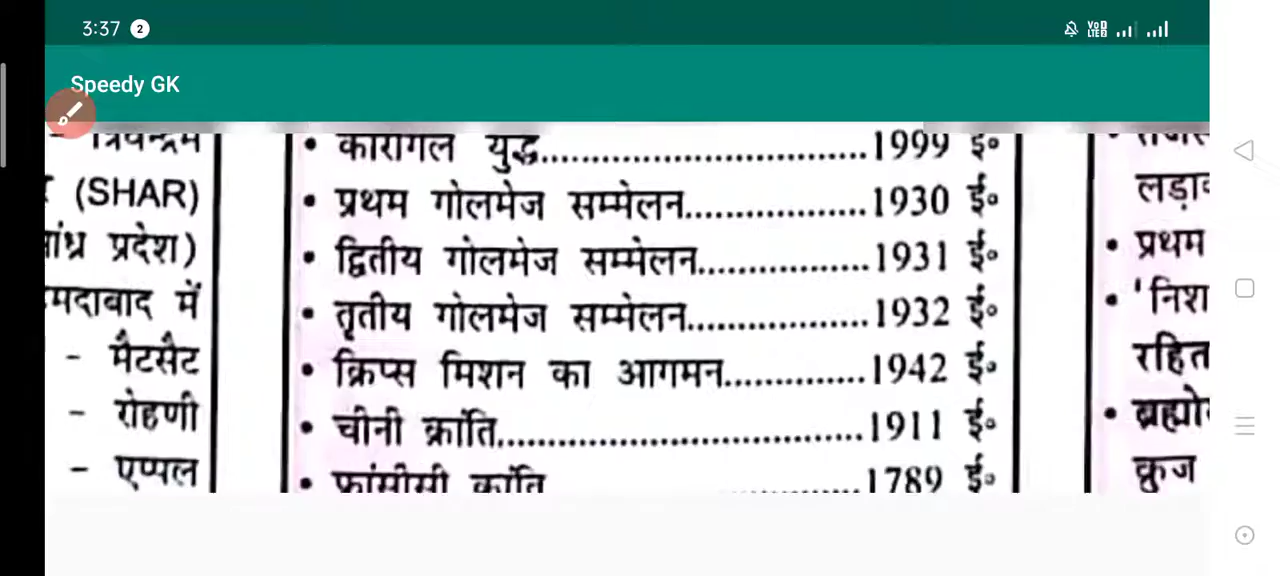 3:37 2
Speedy GK
त्रिवेन्द्रम
(SHAR)
प्रदेश)
में
- मैटसैट
- रोहणी
- एप्पल
• कारगिल युद्ध..............................1999 ई०
• प्रथम गोलमेज सम्मेलन..................1930 ई०
• द्वितीय गोलमेज सम्मेलन.................1931 ई०
• तृतीय गोलमेज सम्मेलन..................1932 ई०
• क्रिप्स मिशन का आगमन..............1942 ई०
• चीनी क्रांति.....................................1911 ई०
• फ्रांसीसी क्रांति ..............1789 ई०
• प्रथम
• 'निशा
रहित
क्रुज